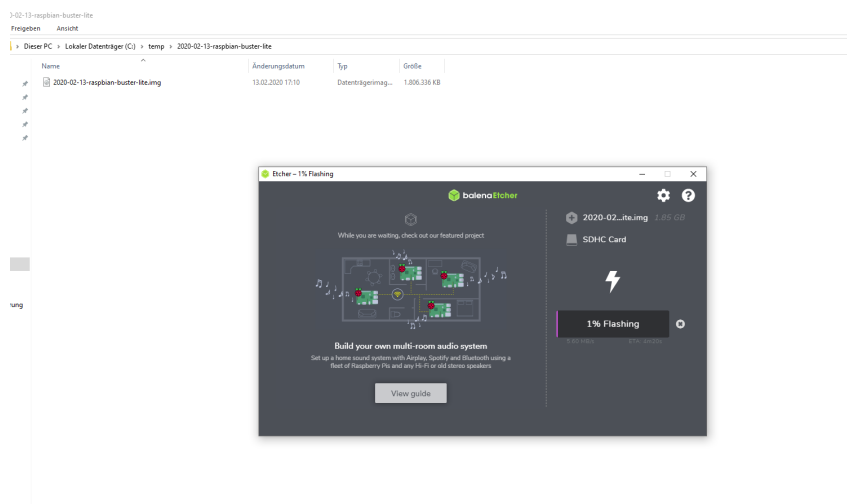 0-02-13-raspbian-buster-lite
Freigeben Ansicht
Dieser PC > Lokaler Datenträger (C:) > temp > 2020-02-13-raspbian-buster-lite
Name Änderungsdatum Typ Größe
2020-02-13-raspbian-buster-lite.img 13.02.2020 17:10 Datenträgerimag... 1.806.336 KB
Etcher – 1% Flashing
balenaEtcher
2020-02...ite.img 1.85 GB
While you are waiting, check out our featured project
SDHC Card
1% Flashing
Build your own multi-room audio system
Set up a home sound system with Airplay, Spotify and Bluetooth using a
fleet of Raspberry Pis and any Hi-Fi or old stereo speakers
View guide
rung